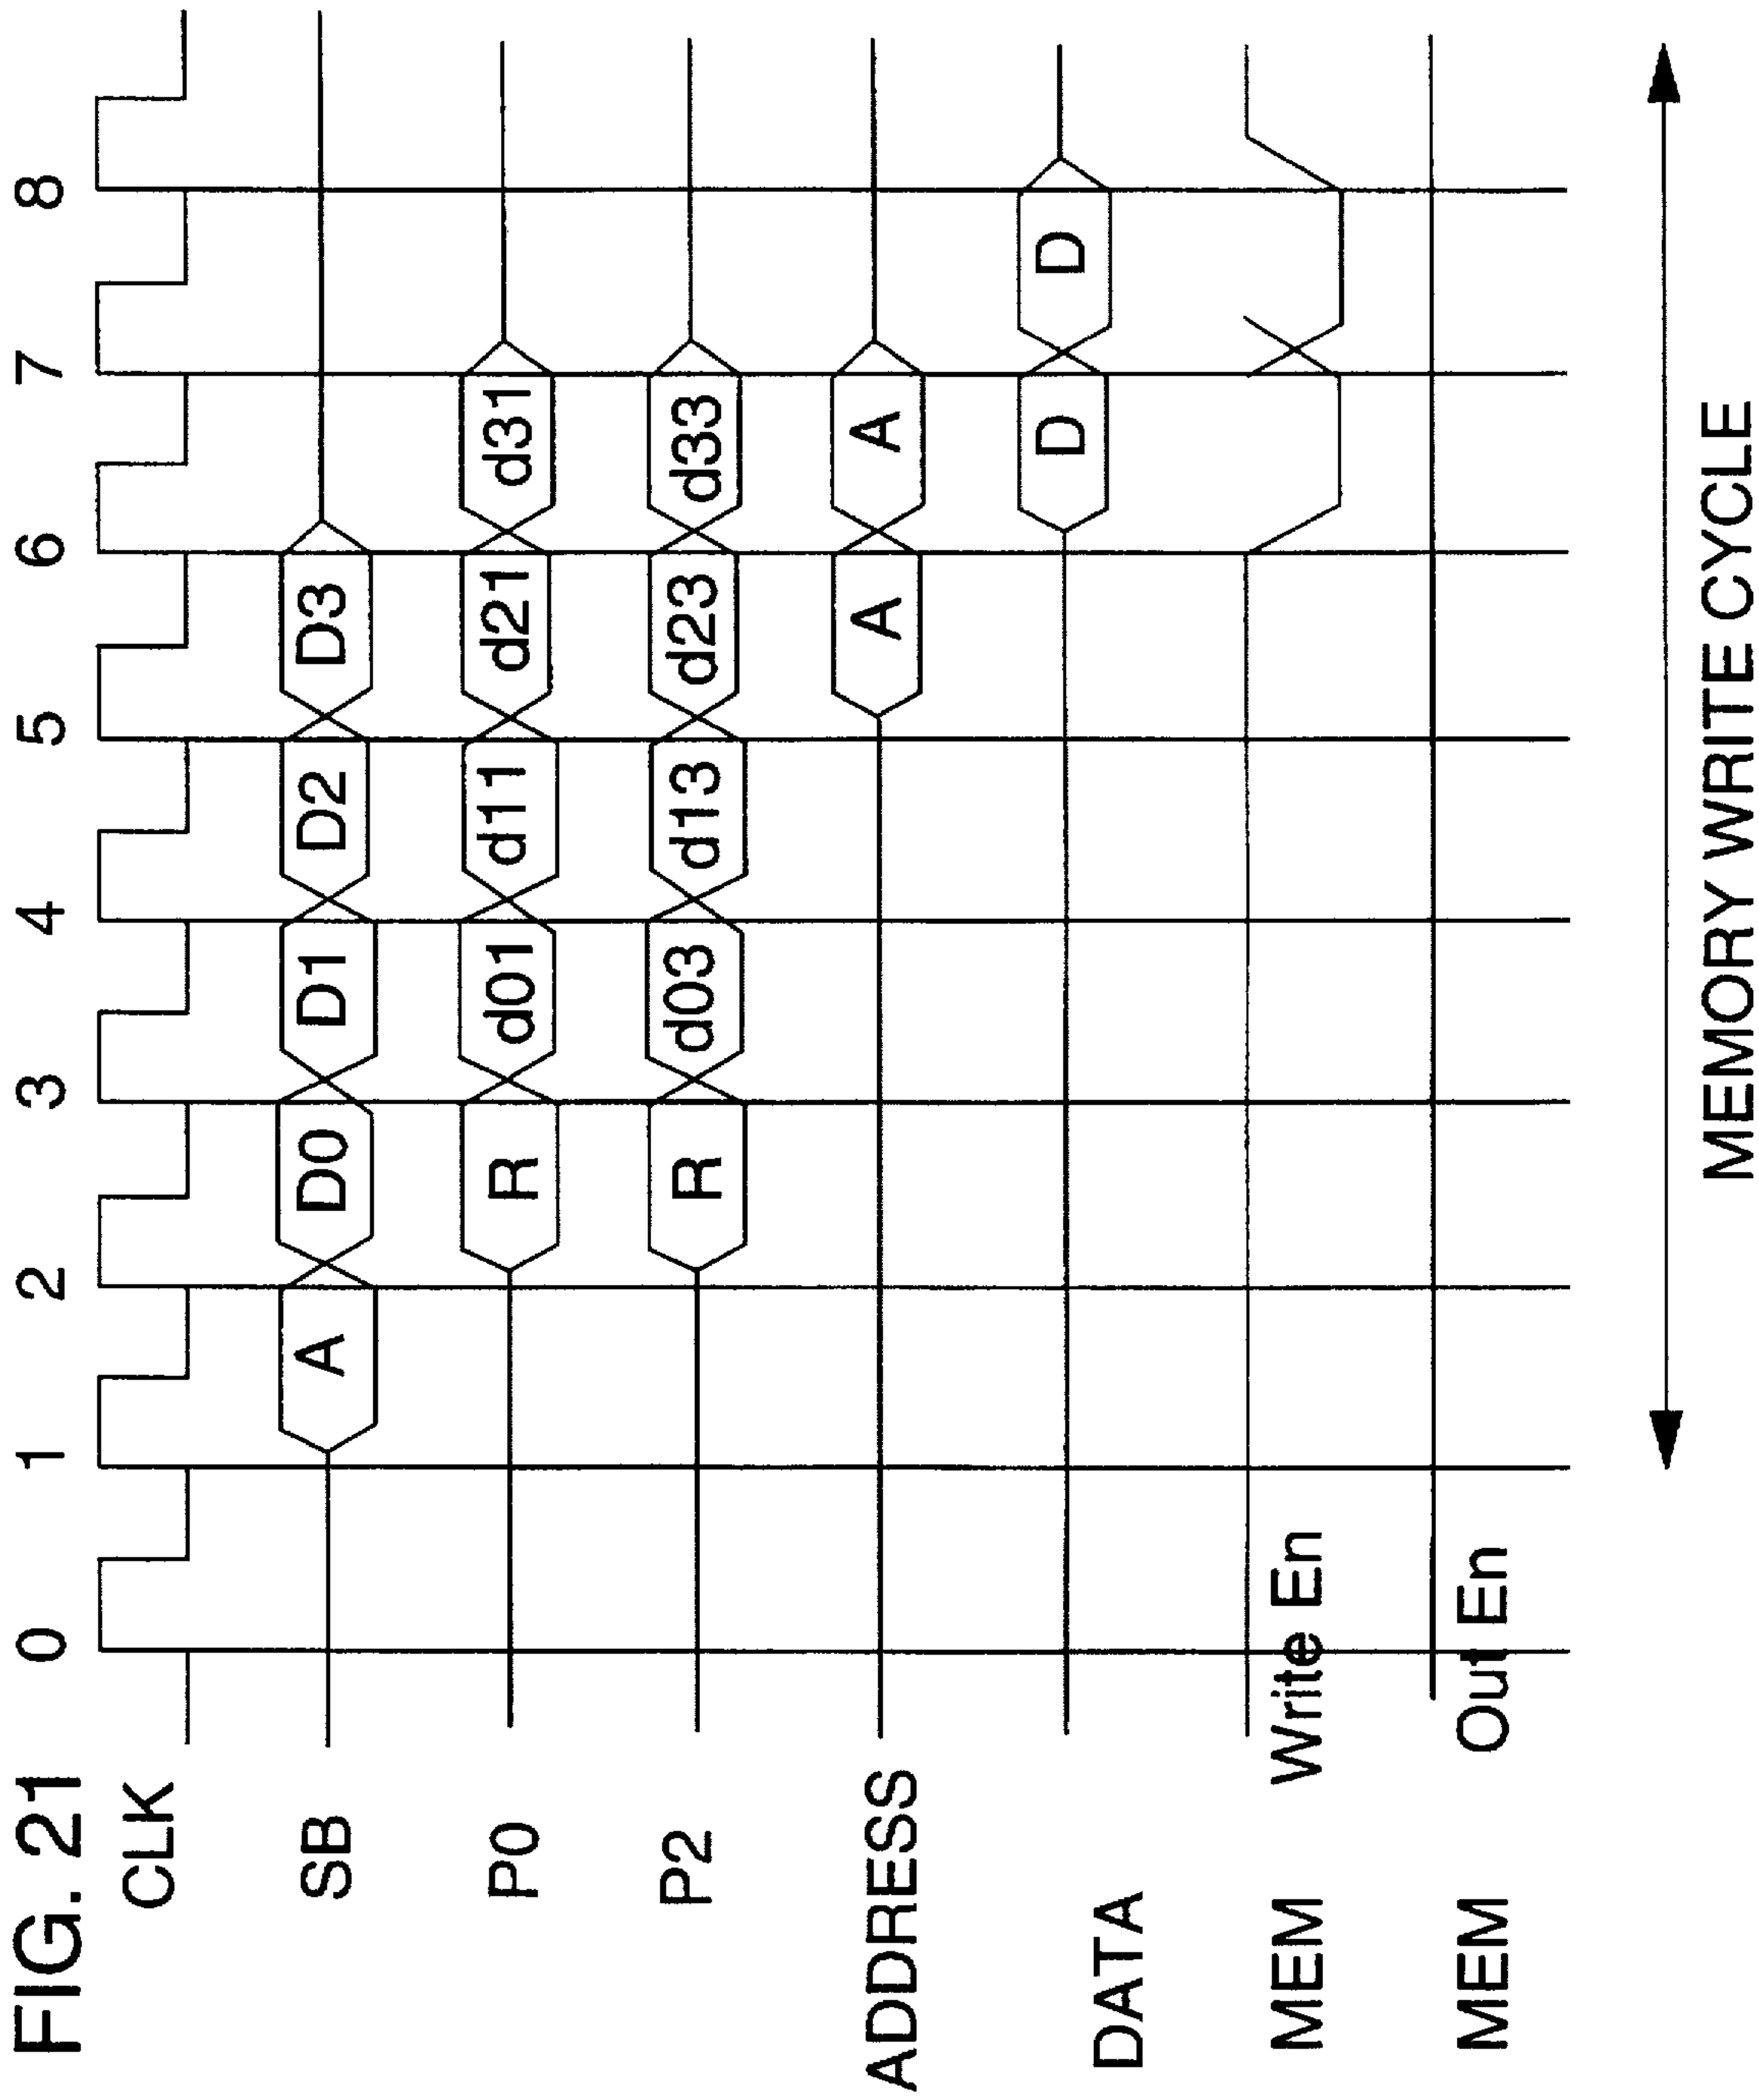 FIG. 21
0 1 2 3 4 5 6 7 8
CLK
SB A D0 D1 D2 D3
P0 R d01 d11 d21 d31
P2 R d03 d13 d23 d33
ADDRESS A A
DATA D D
MEM Write En
MEM Out En
MEMORY WRITE CYCLE